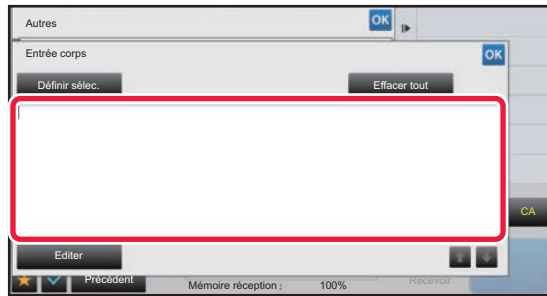 Autres OK
Entrée corps OK
Définir sélec. Effacer tout
CA
Editer
Précédent Mémoire réception : 100% Recevoir